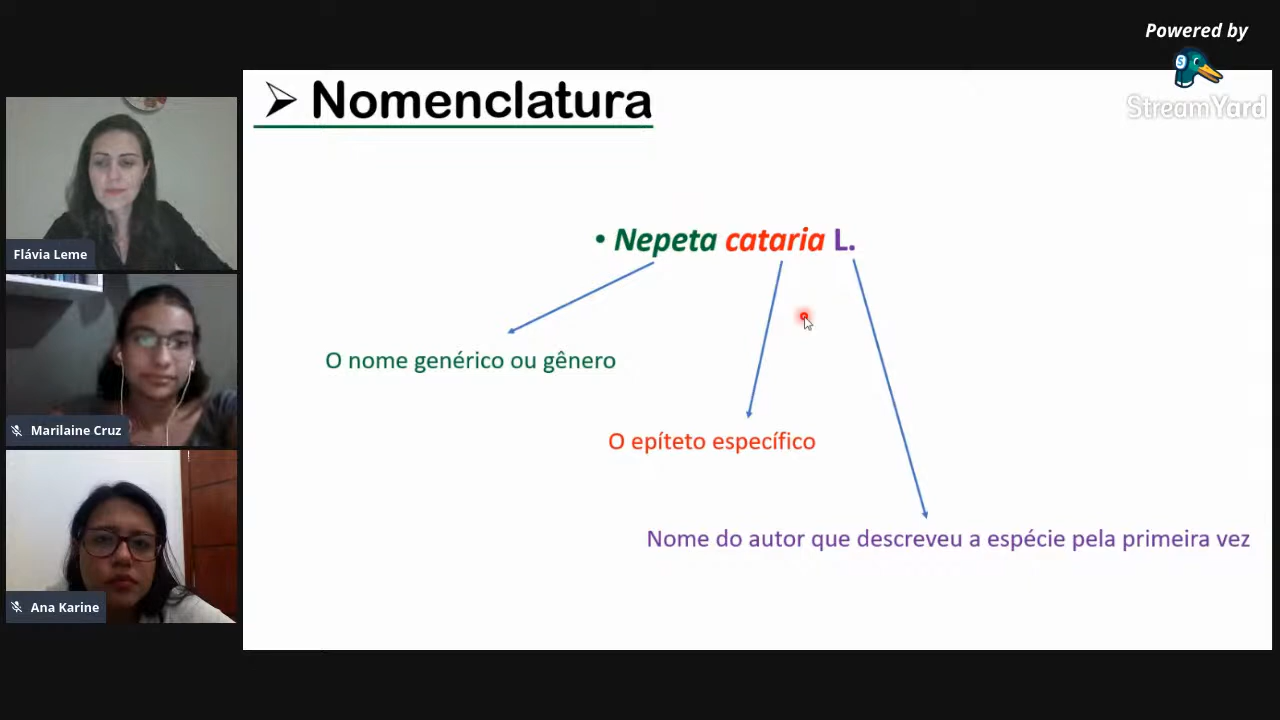 Powered by
StreamYard
➢ Nomenclatura
• Nepeta cataria L.
O nome genérico ou gênero
O epíteto específico
Nome do autor que descreveu a espécie pela primeira vez
Flávia Leme
Marilaine Cruz
Ana Karine